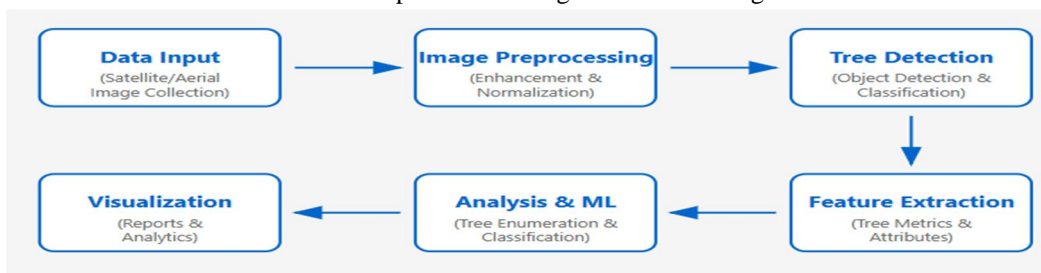 Data Input
(Satellite/Aerial
Image Collection)
Image Preprocessing
(Enhancement &
Normalization)
Tree Detection
(Object Detection &
Classification)
Feature Extraction
(Tree Metrics &
Attributes)
Analysis & ML
(Tree Enumeration &
Classification)
Visualization
(Reports &
Analytics)